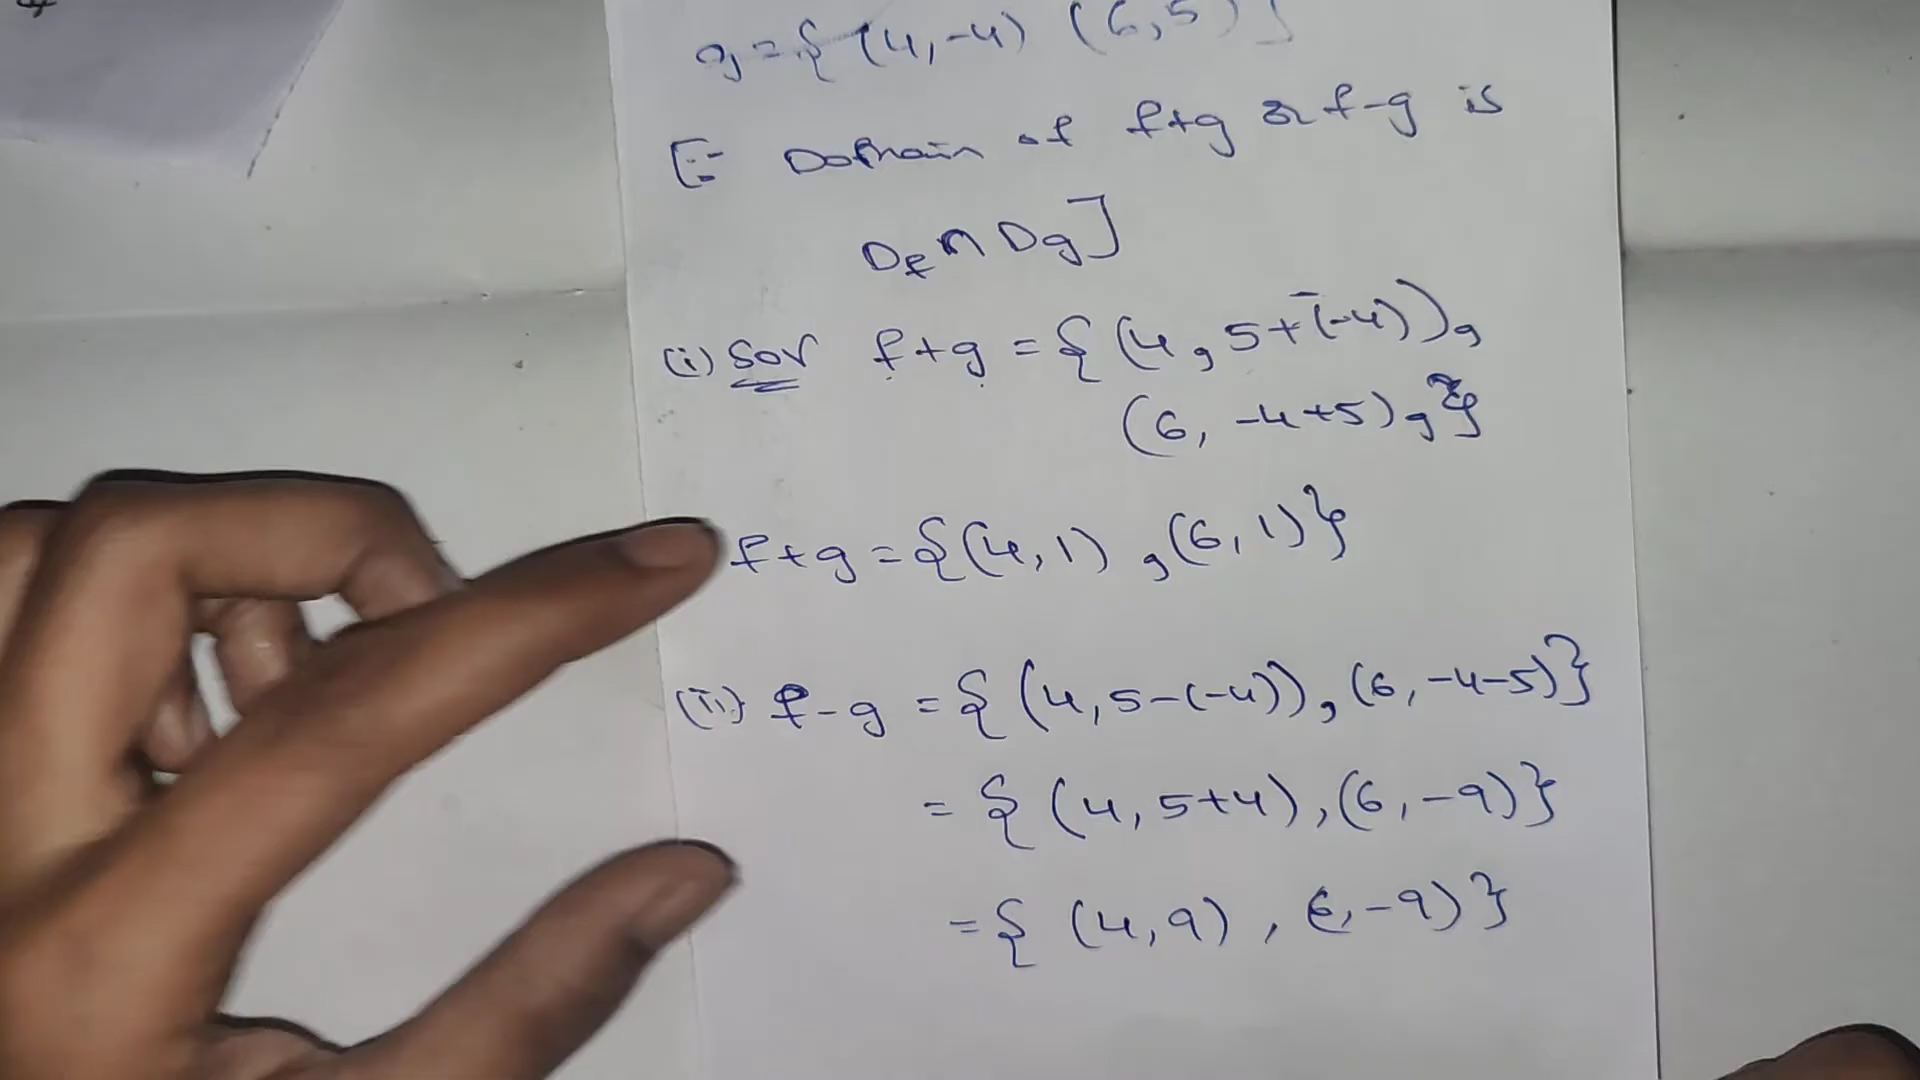 g = { (4, -4) (6, 5) }
[∵ Domain of f+g or f-g is
Df ∩ Dg]
(i) Sol f+g = { (4, 5+(-4)),
(6, -4+5), }
f+g = {(4, 1), (6, 1)}
(ii) f-g = { (4, 5-(-4)), (6, -4-5)}
= { (4, 5+4), (6, -9)}
= { (4, 9), 6, -9)}